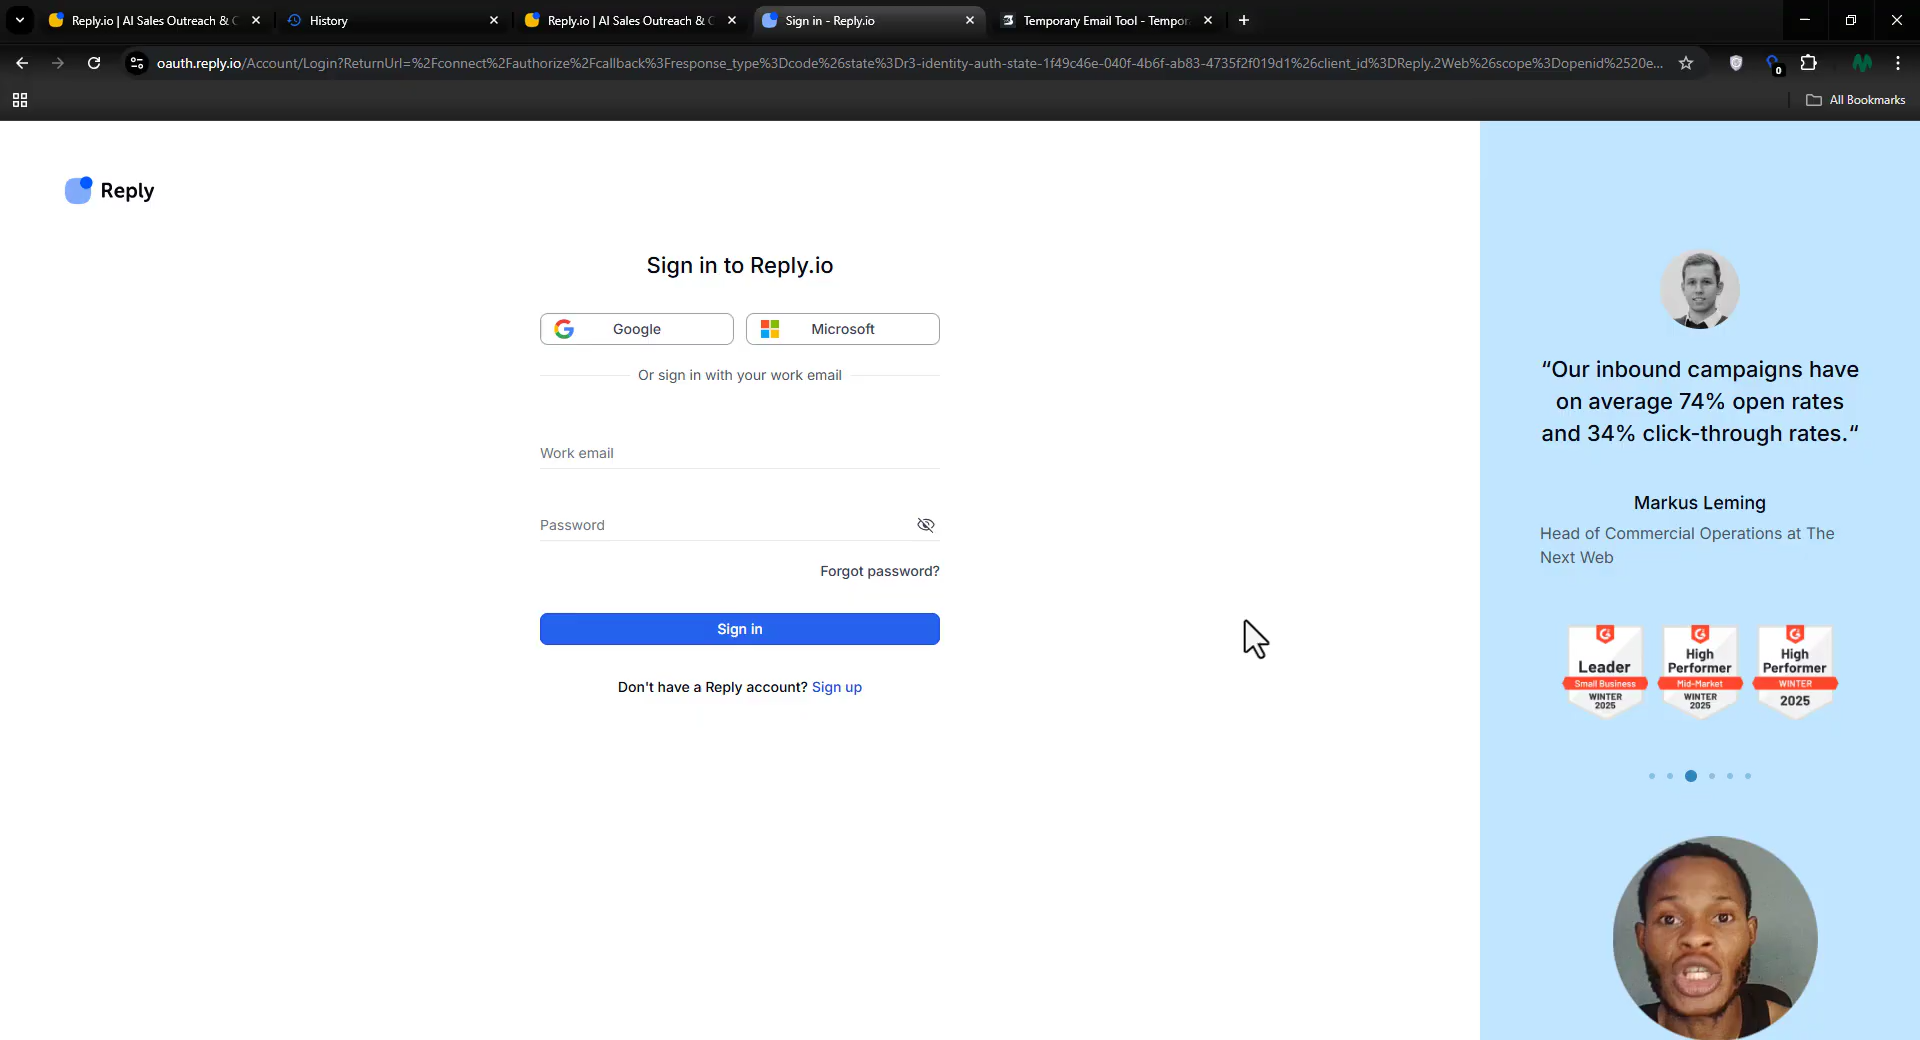 Reply.io | AI Sales Outreach & C
History
Reply.io | AI Sales Outreach & C
Sign in - Reply.io
Temporary Email Tool - Tempor
oauth.reply.io/Account/Login?ReturnUrl=%2Fconnect%2Fauthorize%2Fcallback%3Fresponse_type%3Dcode%26state%3Dr3-identity-auth-state-1f49c46e-040f-4b6f-ab83-4735f2f019d1%26client_id%3DReply.2Web%26scope%3Dopenid%2520e...
0
All Bookmarks
Reply
Sign in to Reply.io
Google
Microsoft
Or sign in with your work email
Work email
Password
Forgot password?
Sign in
Don't have a Reply account? Sign up
“Our inbound campaigns have
on average 74% open rates
and 34% click-through rates.“
Markus Leming
Head of Commercial Operations at The
Next Web
Leader
Small Business
WINTER
2025
High
Performer
Mid-Market
WINTER
2025
High
Performer
WINTER
2025